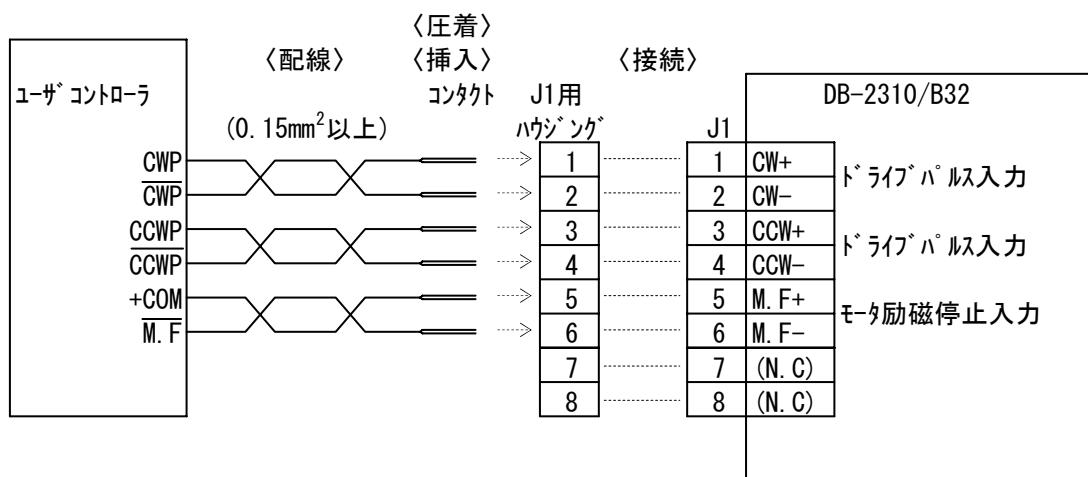 〈圧着〉
〈配線〉 〈挿入〉 〈接続〉
ﾕｰｻﾞｺﾝﾄﾛｰﾗ ｺﾝﾀｸﾄ J1用 DB-2310/B32
(0.15mm²以上) ﾊｳｼﾞﾝｸﾞ J1
CWP 1 1 CW+
ﾄﾞﾗｲﾌﾞﾊﾟﾙｽ入力
C̅W̅P̅ 2 2 CW-
CCWP 3 3 CCW+
ﾄﾞﾗｲﾌﾞﾊﾟﾙｽ入力
C̅C̅W̅P̅ 4 4 CCW-
+COM 5 5 M.F+
ﾓｰﾀ励磁停止入力
M̅.̅F̅ 6 6 M.F-
7 7 (N.C)
8 8 (N.C)